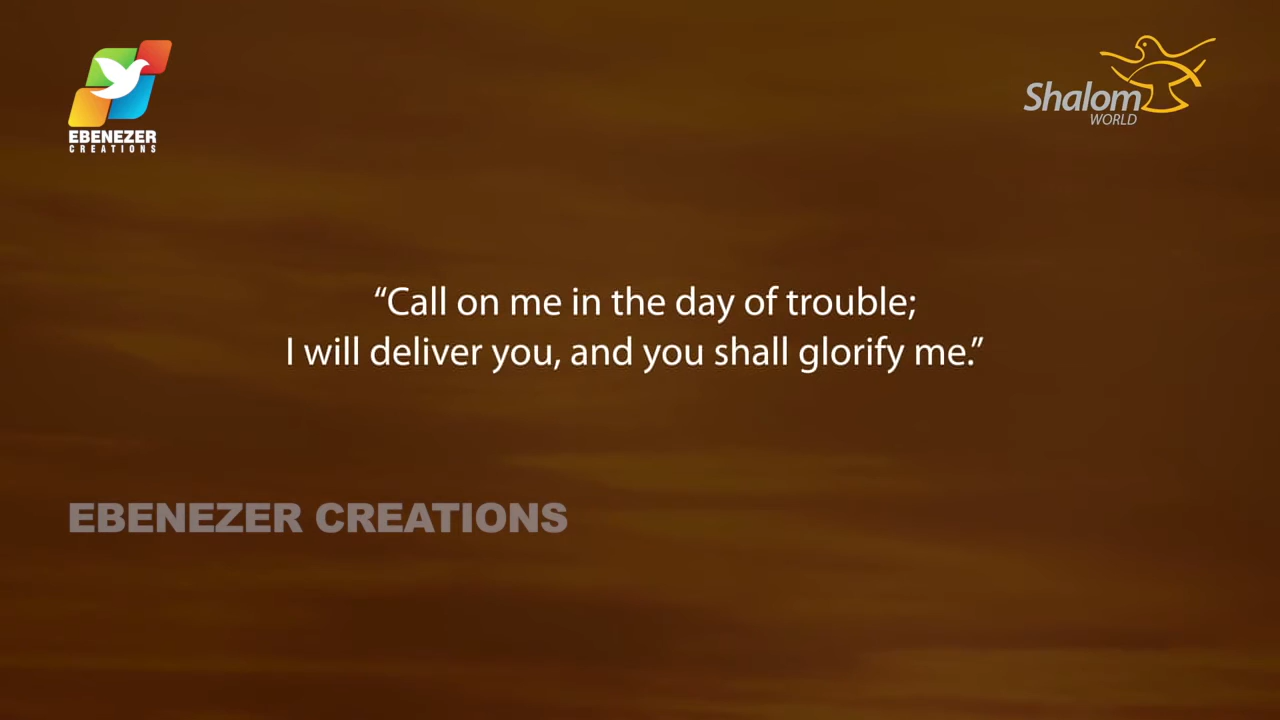 EBENEZER
CREATIONS
Shalom
WORLD
“Call on me in the day of trouble;
I will deliver you, and you shall glorify me.”
EBENEZER CREATIONS